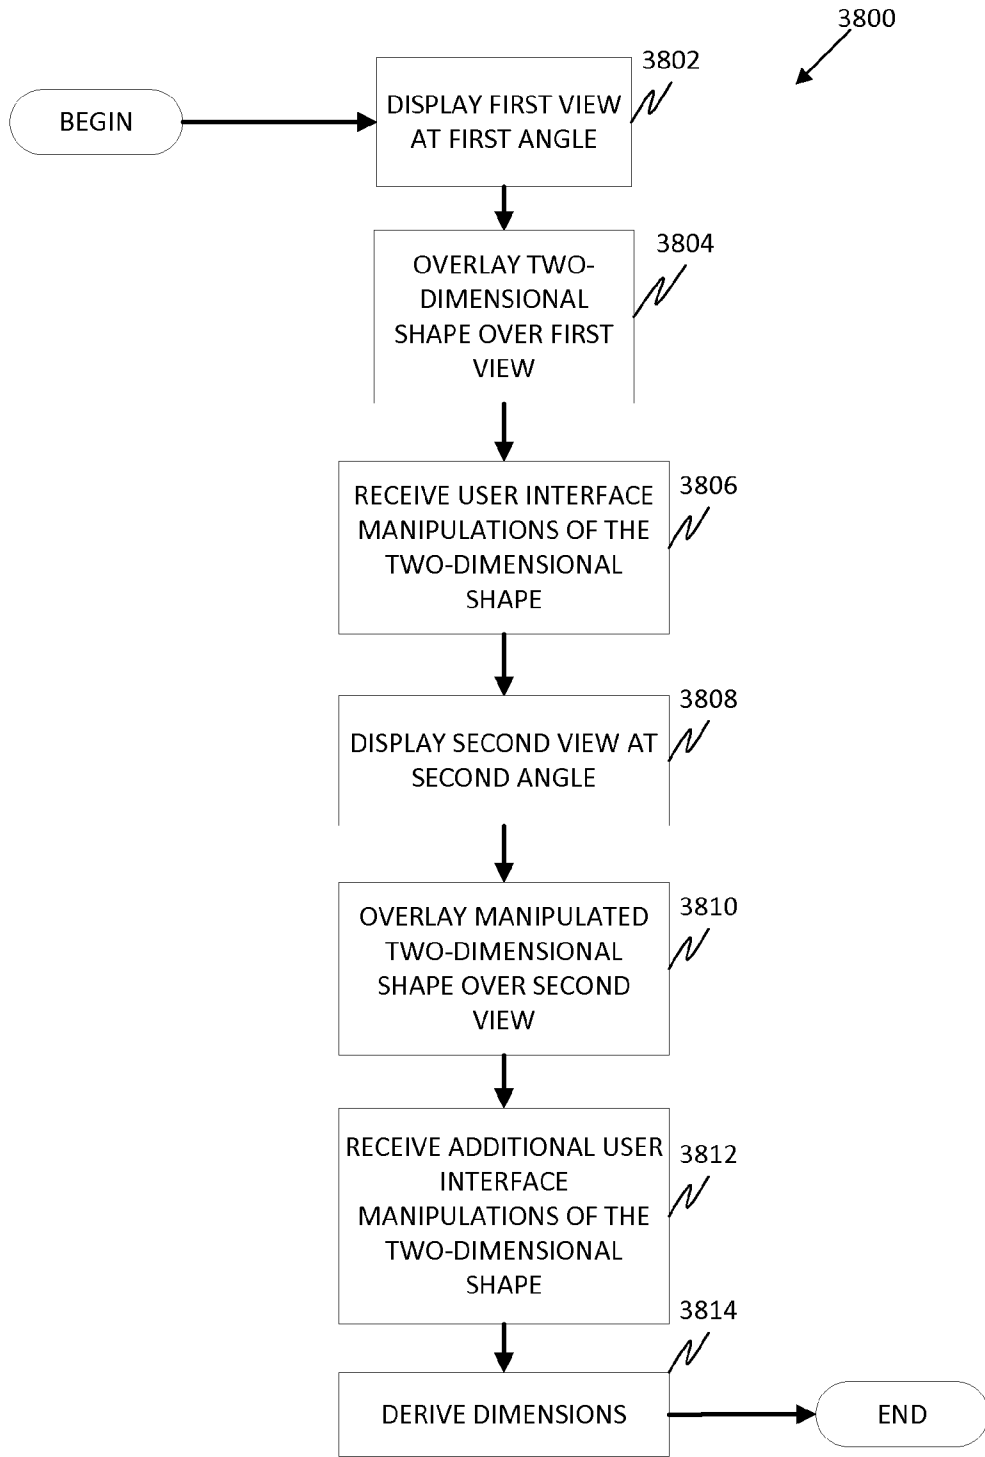 3800
3802
BEGIN
DISPLAY FIRST VIEW
AT FIRST ANGLE
3804
OVERLAY TWO-
DIMENSIONAL
SHAPE OVER FIRST
VIEW
3806
RECEIVE USER INTERFACE
MANIPULATIONS OF THE
TWO-DIMENSIONAL
SHAPE
3808
DISPLAY SECOND VIEW AT
SECOND ANGLE
3810
OVERLAY MANIPULATED
TWO-DIMENSIONAL
SHAPE OVER SECOND
VIEW
3812
RECEIVE ADDITIONAL USER
INTERFACE
MANIPULATIONS OF THE
TWO-DIMENSIONAL
SHAPE
3814
DERIVE DIMENSIONS
END